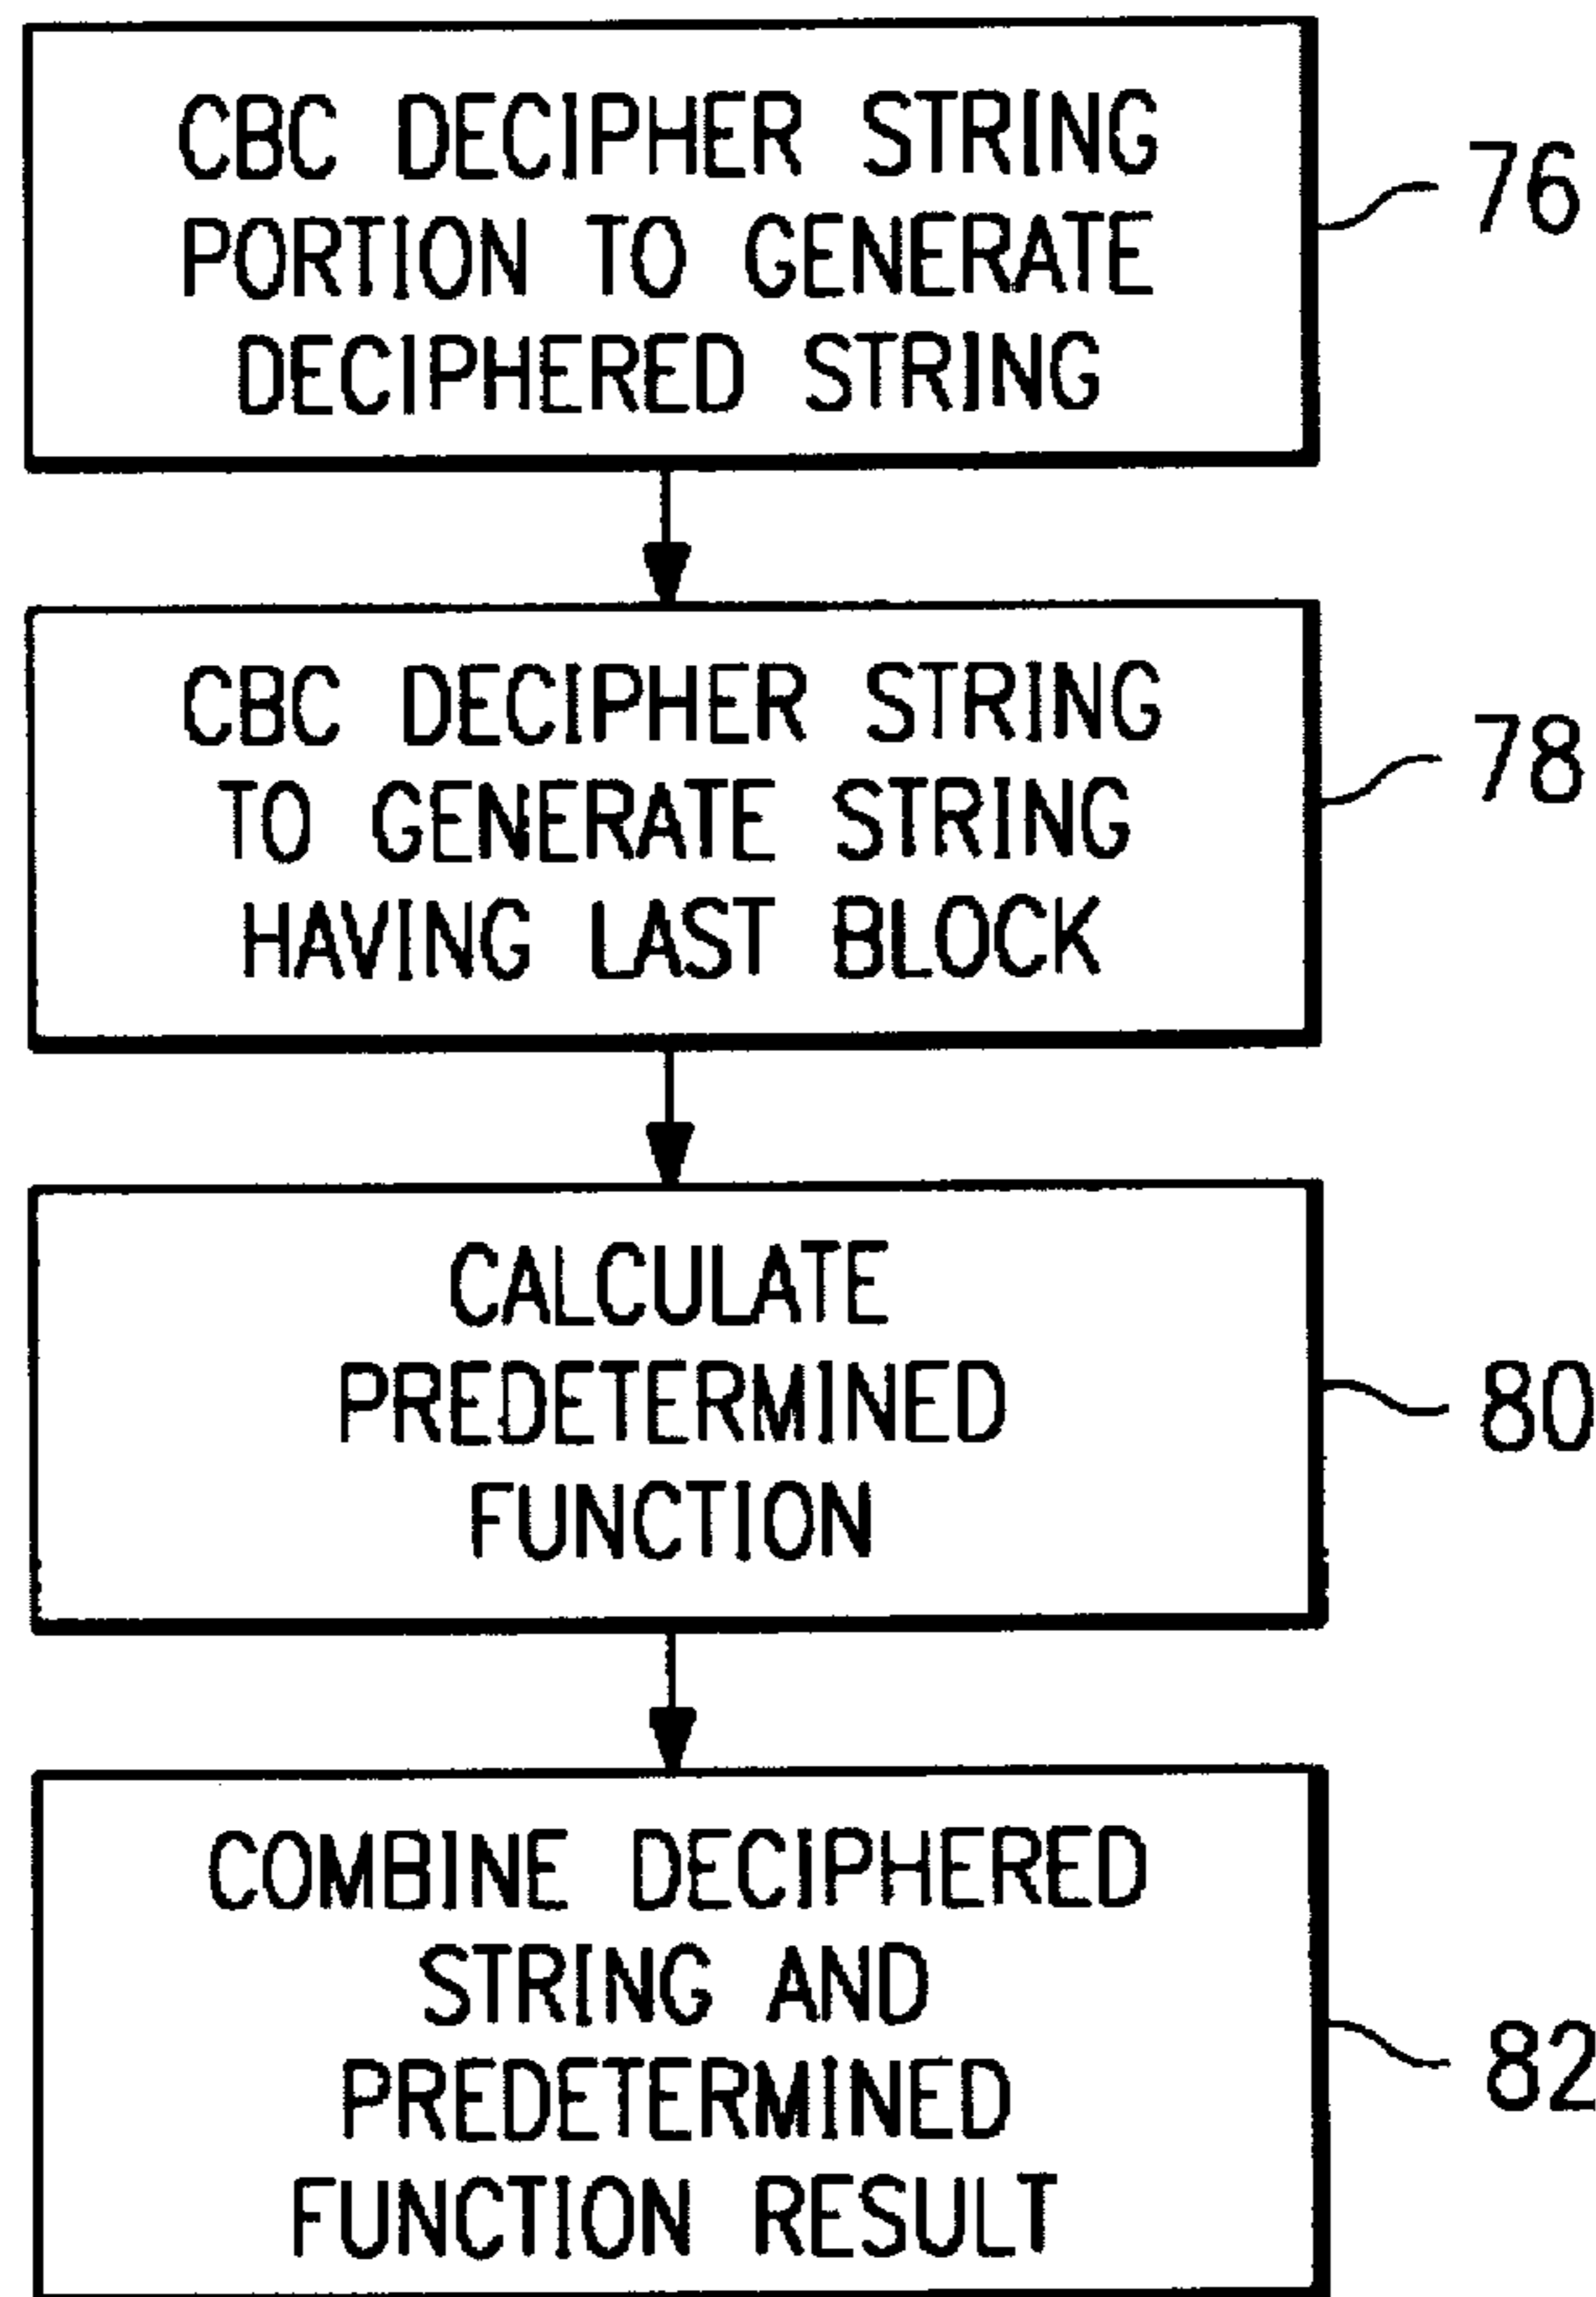 CBC DECIPHER STRING
PORTION TO GENERATE
DECIPHERED STRING
76
CBC DECIPHER STRING
TO GENERATE STRING
HAVING LAST BLOCK
78
CALCULATE
PREDETERMINED
FUNCTION
80
COMBINE DECIPHERED
STRING AND
PREDETERMINED
FUNCTION RESULT
82